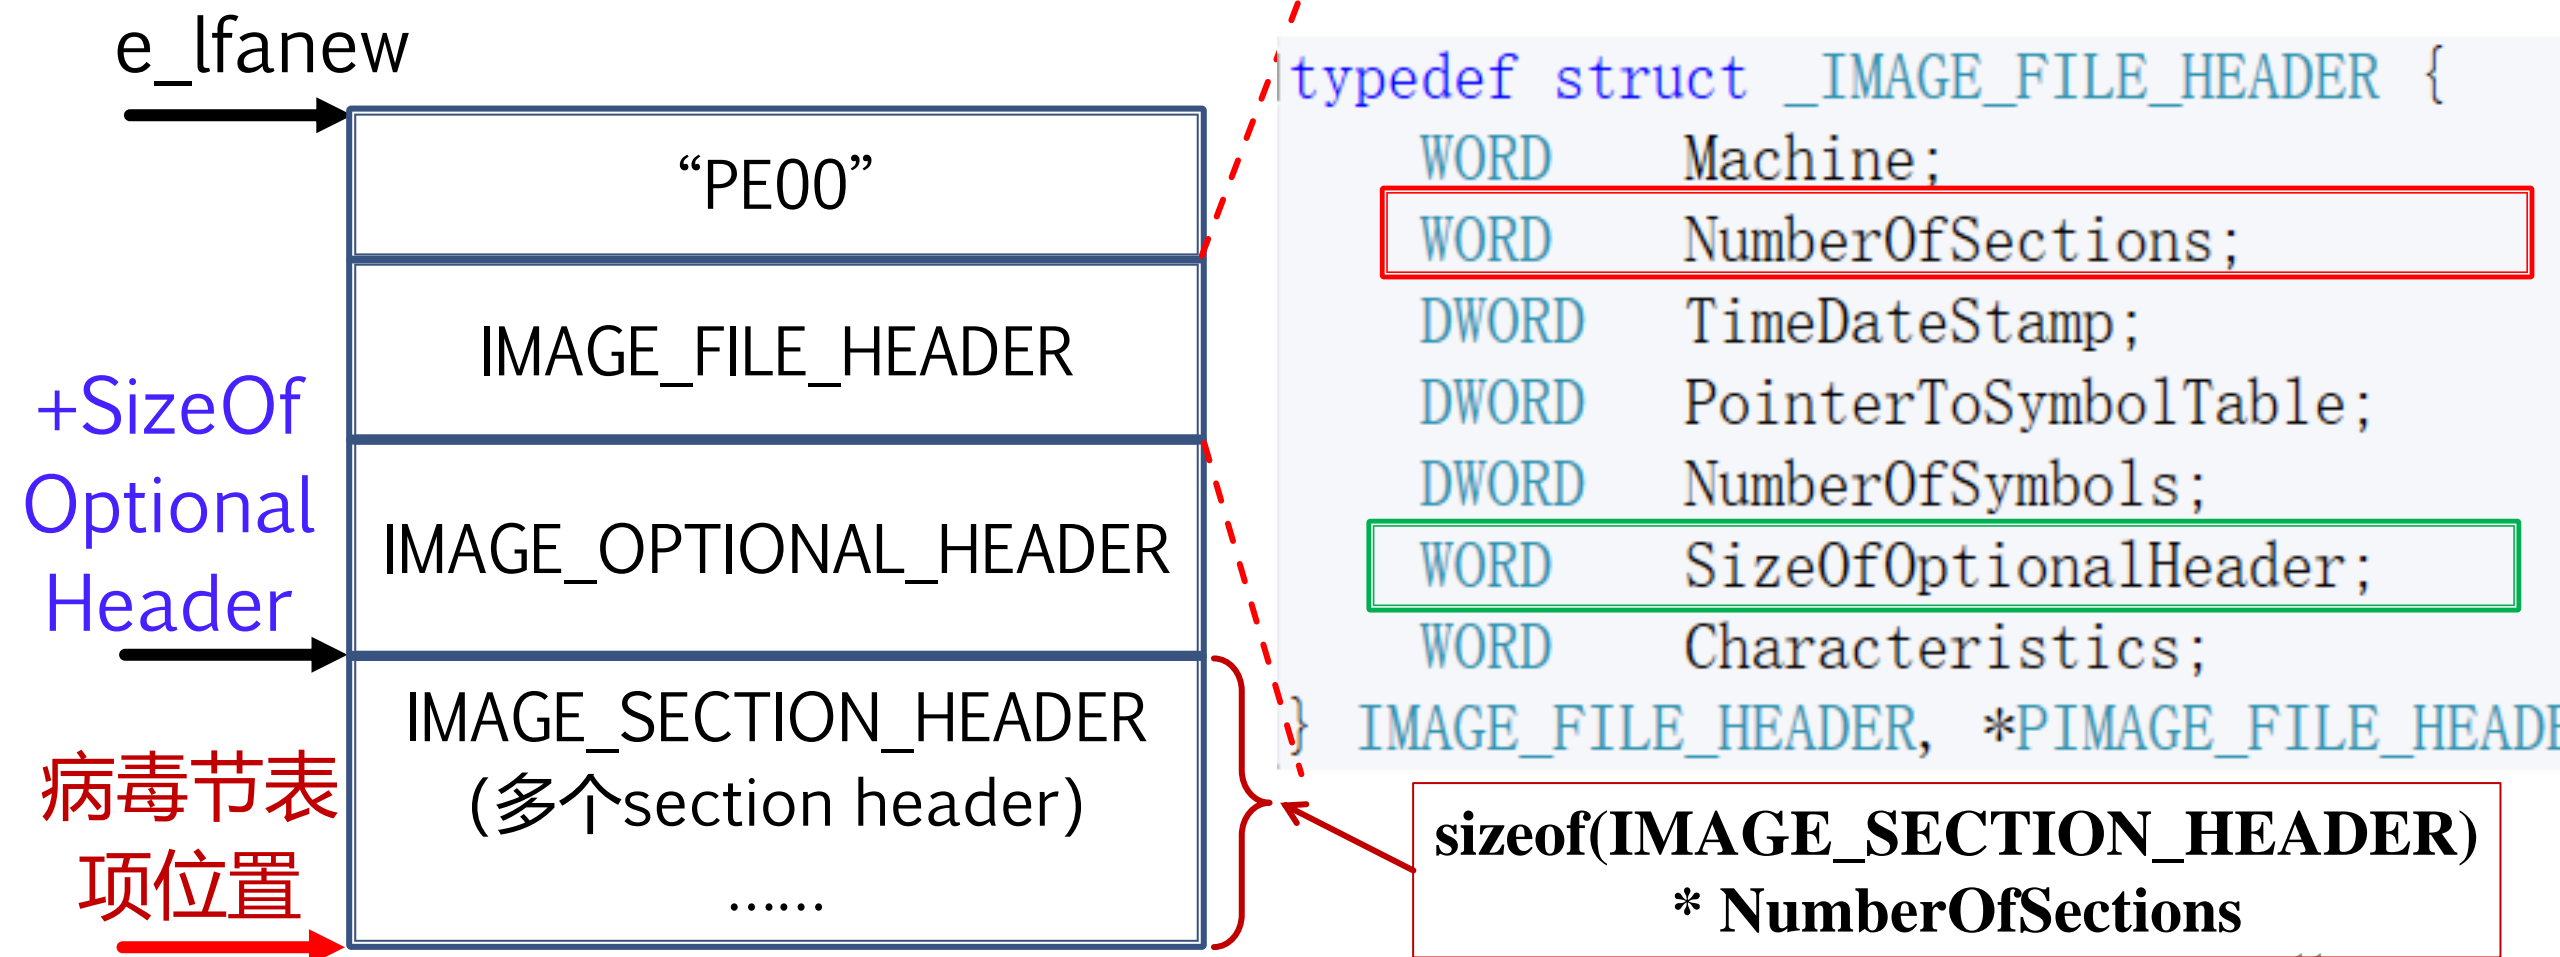 e_lfanew
“PE00”
IMAGE_FILE_HEADER
+SizeOf
Optional
Header
IMAGE_OPTIONAL_HEADER
IMAGE_SECTION_HEADER
(多个section header)
……
病毒节表
项位置
typedef struct _IMAGE_FILE_HEADER {
WORD Machine;
WORD NumberOfSections;
DWORD TimeDateStamp;
DWORD PointerToSymbolTable;
DWORD NumberOfSymbols;
WORD SizeOfOptionalHeader;
WORD Characteristics;
} IMAGE_FILE_HEADER, *PIMAGE_FILE_HEADE
sizeof(IMAGE_SECTION_HEADER)
* NumberOfSections